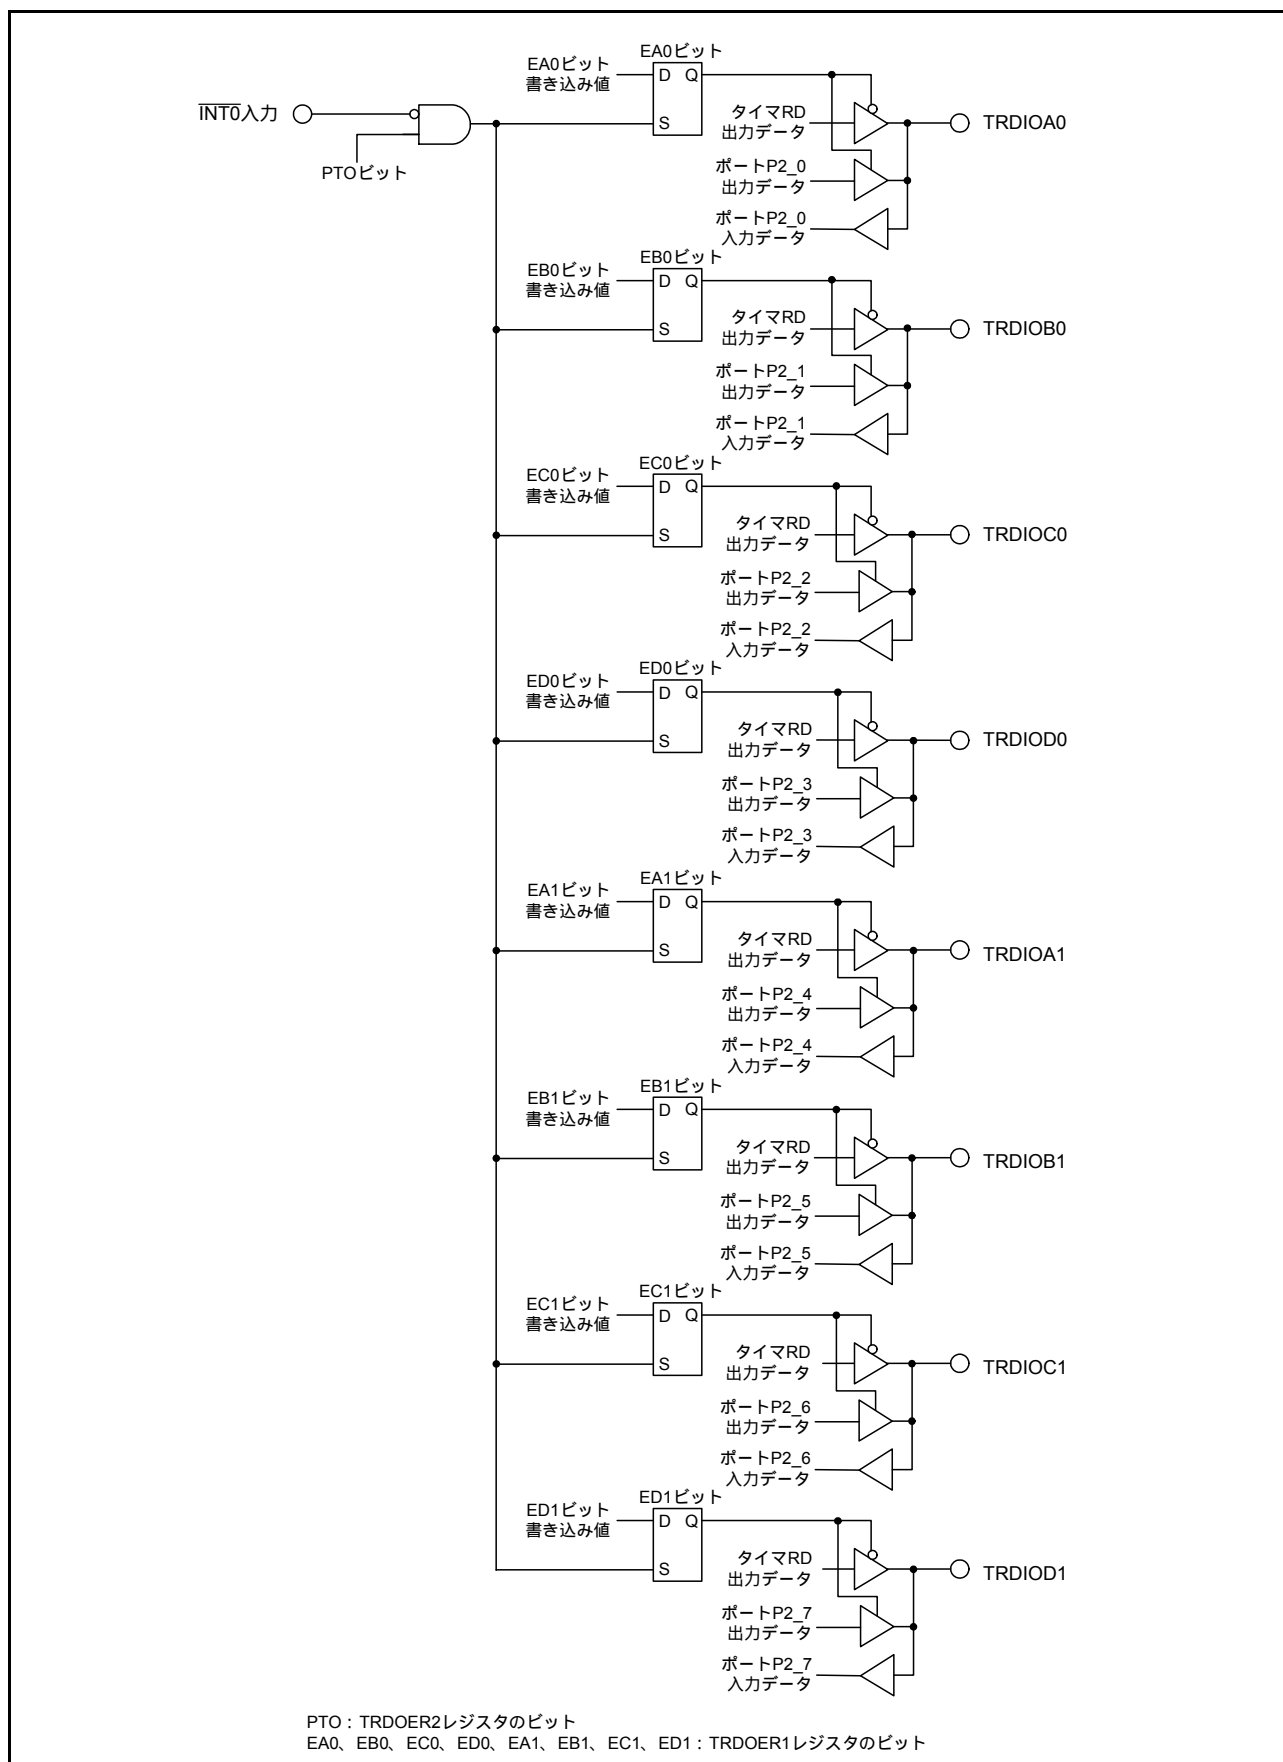 EA0ビット
EA0ビット
書き込み値
D Q
S
INT0入力
PTOビット
タイマRD
出力データ
TRDIOA0
ポートP2_0
出力データ
ポートP2_0
入力データ
EB0ビット
EB0ビット
書き込み値
D Q
S
タイマRD
出力データ
TRDIOB0
ポートP2_1
出力データ
ポートP2_1
入力データ
EC0ビット
EC0ビット
書き込み値
D Q
S
タイマRD
出力データ
TRDIOC0
ポートP2_2
出力データ
ポートP2_2
入力データ
ED0ビット
ED0ビット
書き込み値
D Q
S
タイマRD
出力データ
TRDIOD0
ポートP2_3
出力データ
ポートP2_3
入力データ
EA1ビット
EA1ビット
書き込み値
D Q
S
タイマRD
出力データ
TRDIOA1
ポートP2_4
出力データ
ポートP2_4
入力データ
EB1ビット
EB1ビット
書き込み値
D Q
S
タイマRD
出力データ
TRDIOB1
ポートP2_5
出力データ
ポートP2_5
入力データ
EC1ビット
EC1ビット
書き込み値
D Q
S
タイマRD
出力データ
TRDIOC1
ポートP2_6
出力データ
ポートP2_6
入力データ
ED1ビット
ED1ビット
書き込み値
D Q
S
タイマRD
出力データ
TRDIOD1
ポートP2_7
出力データ
ポートP2_7
入力データ
PTO：TRDOER2レジスタのビット
EA0、EB0、EC0、ED0、EA1、EB1、EC1、ED1：TRDOER1レジスタのビット